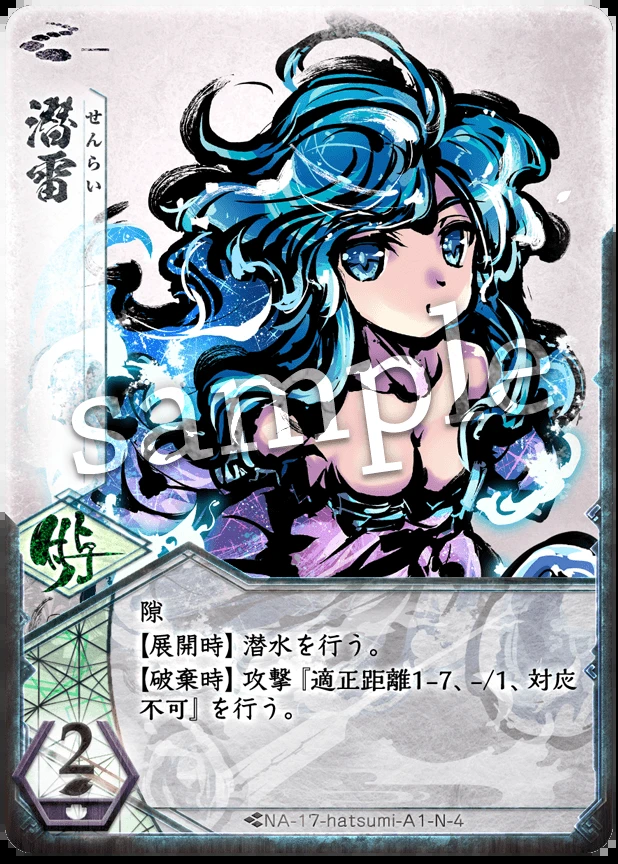 潜雷
せんらい
sample
付与
隙
【展開時】潜水を行う。
【破棄時】攻撃『適正距離1-7、-/1、対応
不可』を行う。
2
NA-17-hatsumi-A1-N-4